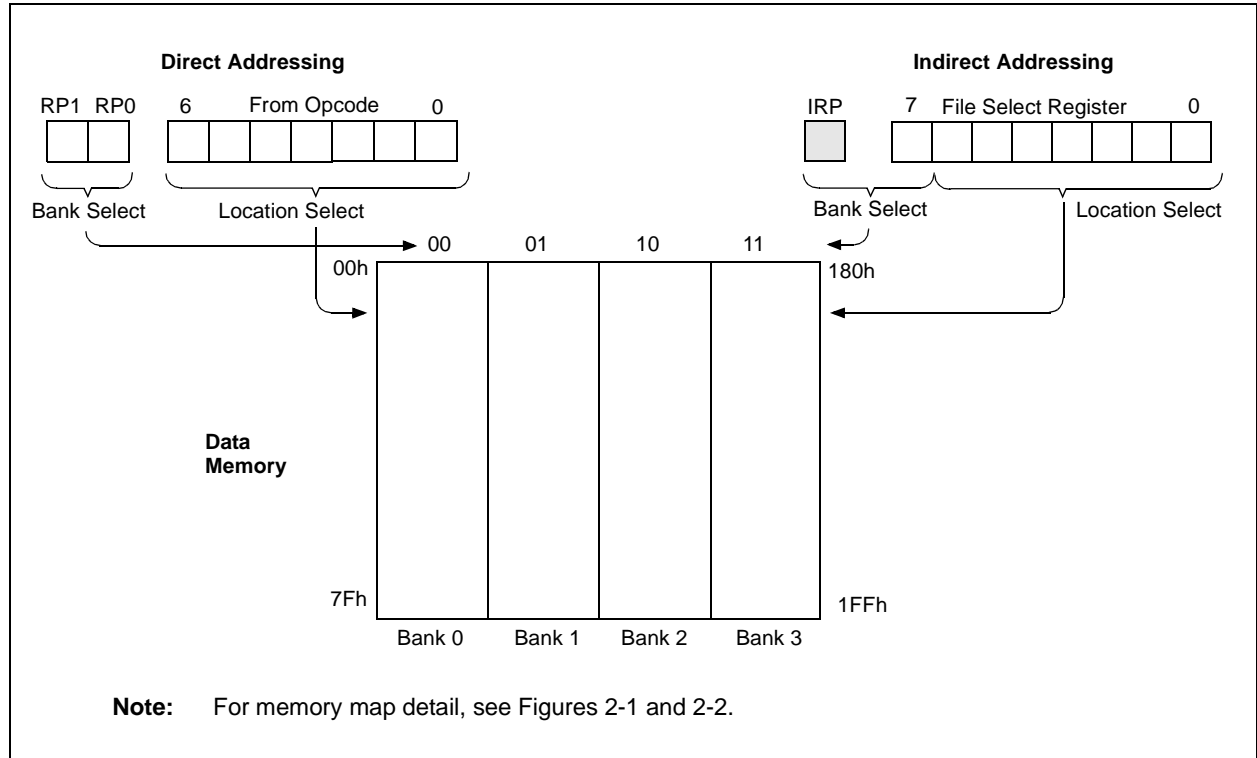 Direct Addressing
Indirect Addressing
RP1 RP0 6 From Opcode 0
IRP 7 File Select Register 0
Bank Select Location Select
Bank Select Location Select
00 01 10 11
00h 180h
Data
Memory
7Fh 1FFh
Bank 0 Bank 1 Bank 2 Bank 3
Note: For memory map detail, see Figures 2-1 and 2-2.